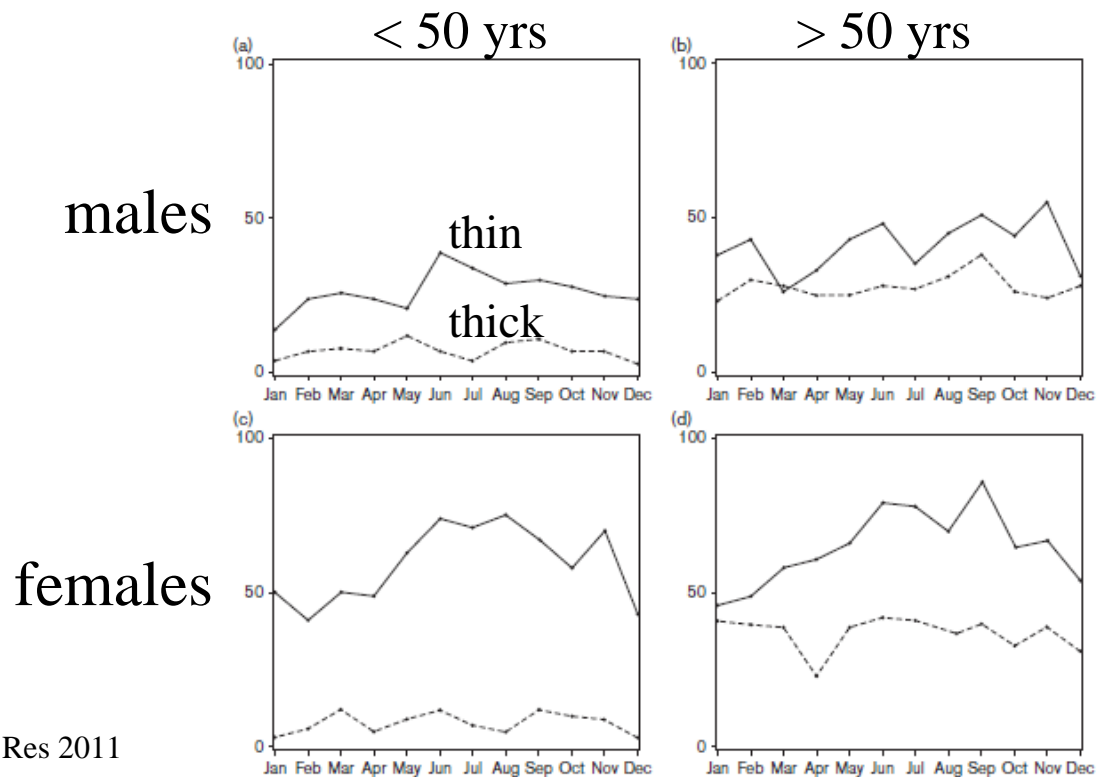 < 50 yrs
> 50 yrs
(a)
(b)
100
100
males
50
50
thin
thick
0
0
Jan Feb Mar Apr May Jun Jul Aug Sep Oct Nov Dec
Jan Feb Mar Apr May Jun Jul Aug Sep Oct Nov Dec
(c)
(d)
100
100
females
50
50
0
0
Res 2011
Jan Feb Mar Apr May Jun Jul Aug Sep Oct Nov Dec
Jan Feb Mar Apr May Jun Jul Aug Sep Oct Nov Dec